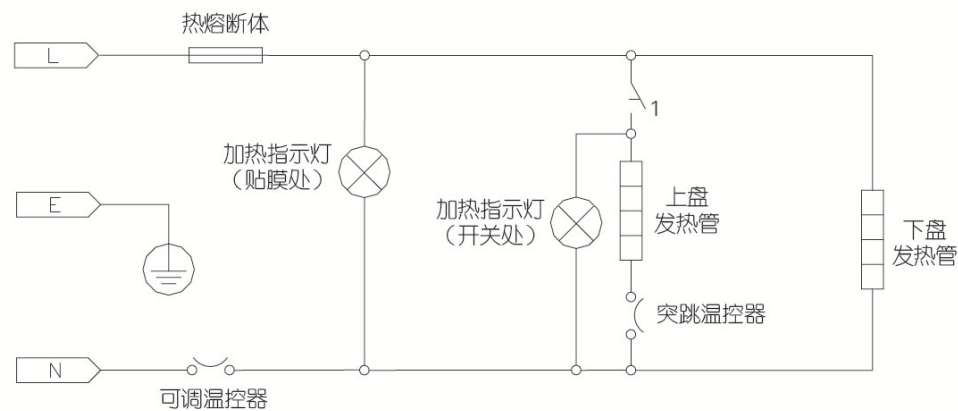 热熔断体
L
1
加热指示灯
（贴膜处）
E
加热指示灯
（开关处）
上盘
发热管
下盘
发热管
突跳温控器
N
可调温控器